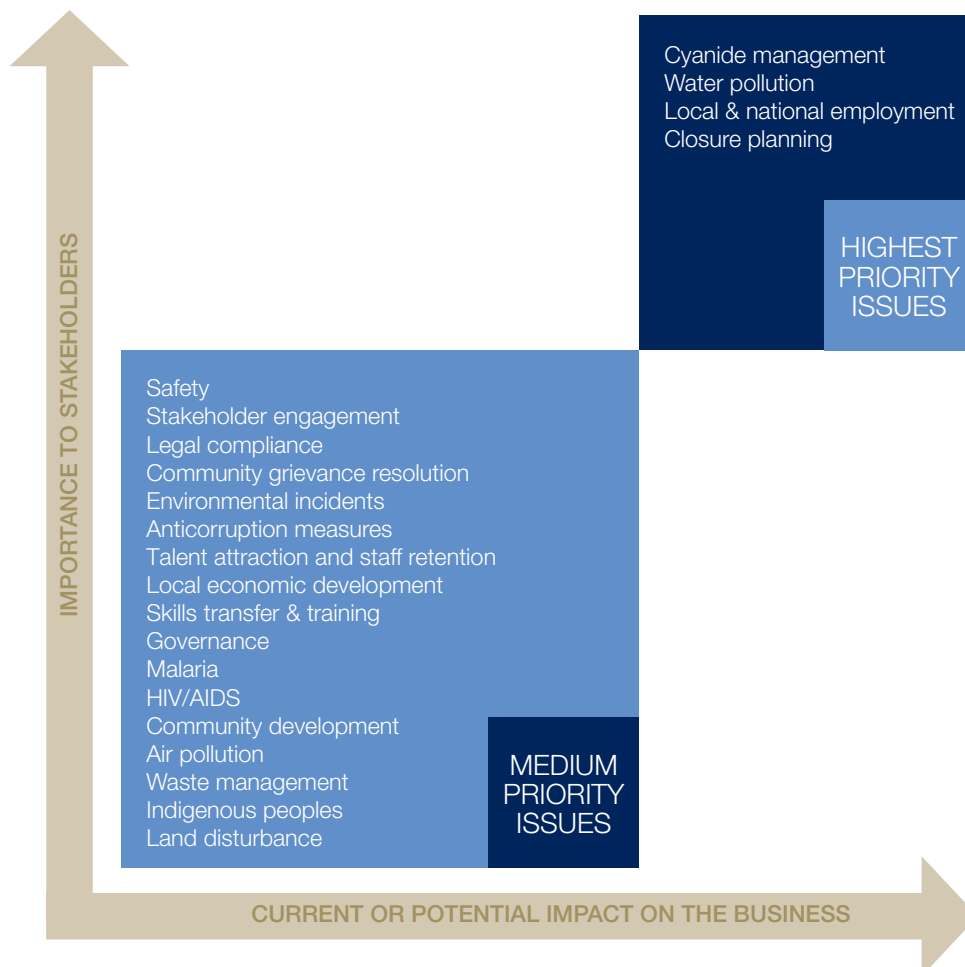 Cyanide management
Water pollution
Local & national employment
Closure planning
HIGHEST
PRIORITY
ISSUES
IMPORTANCE TO STAKEHOLDERS
Safety
Stakeholder engagement
Legal compliance
Community grievance resolution
Environmental incidents
Anticorruption measures
Talent attraction and staff retention
Local economic development
Skills transfer & training
Governance
Malaria
HIV/AIDS
Community development
Air pollution
Waste management
Indigenous peoples
Land disturbance
MEDIUM
PRIORITY
ISSUES
CURRENT OR POTENTIAL IMPACT ON THE BUSINESS